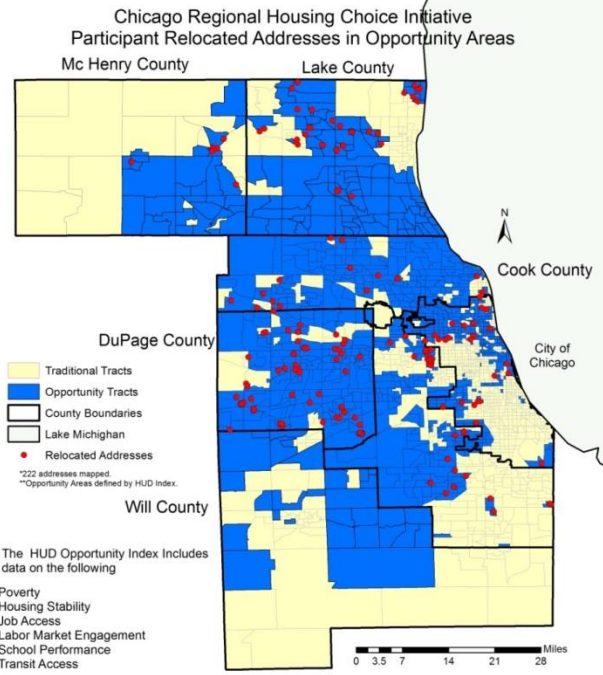 Chicago Regional Housing Choice Initiative
Participant Relocated Addresses in Opportunity Areas
Mc Henry County
Lake County
N
Cook County
DuPage County
City of
Chicago
Traditional Tracts
Opportunity Tracts
County Boundaries
Lake Michighan
Relocated Addresses
*222 addresses mapped.
**Opportunity Areas defined by HUD Index.
Will County
The HUD Opportunity Index Includes
data on the following
Poverty
Housing Stability
Job Access
Labor Market Engagement
School Performance
Transit Access
Miles
0 3.5 7 14 21 28